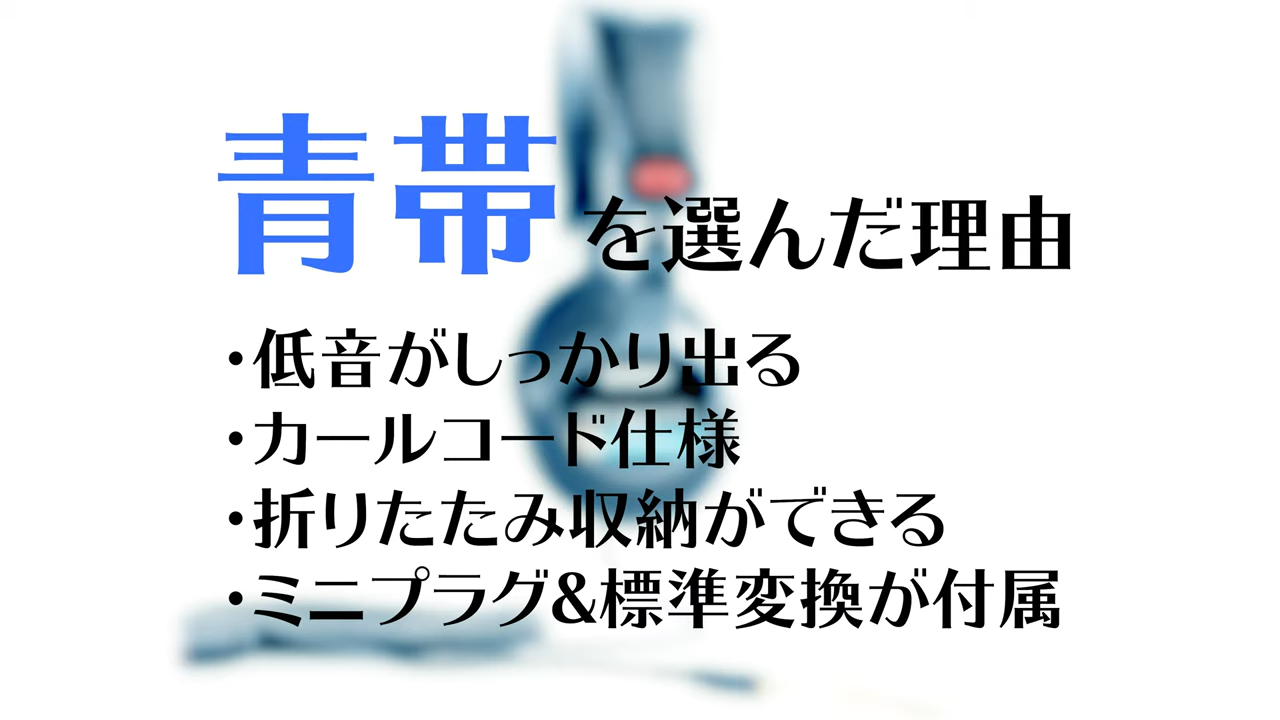 青帯を選んだ理由
・低音がしっかり出る
・カールコード仕様
・折りたたみ収納ができる
・ミニプラグ&標準変換が付属